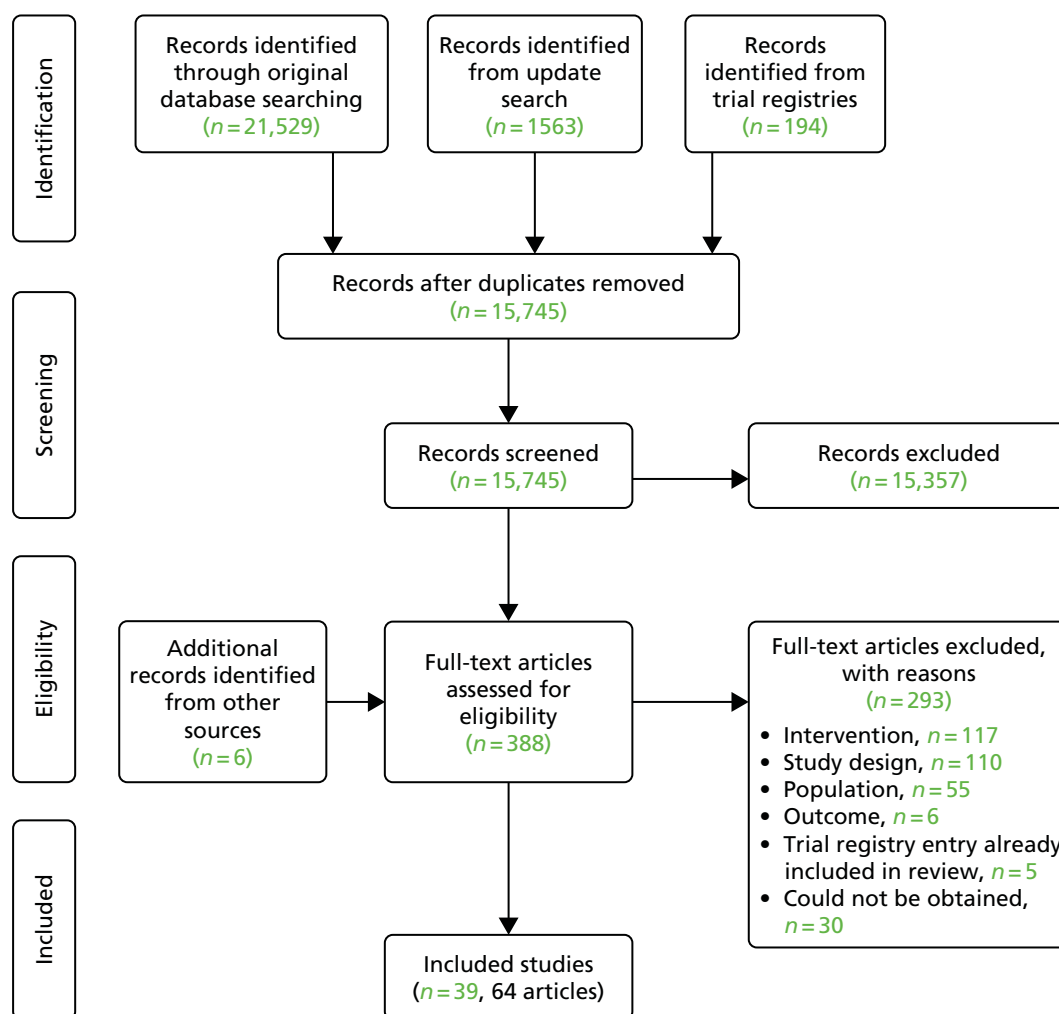 Identification
Records identified
through original
database searching
(n = 21,529)
Records identified
from update
search
(n = 1563)
Records
identified from
trial registries
(n = 194)
Records after duplicates removed
(n = 15,745)
Screening
Records screened
(n = 15,745)
Records excluded
(n = 15,357)
Eligibility
Additional
records identified
from other
sources
(n = 6)
Full-text articles
assessed for
eligibility
(n = 388)
Full-text articles excluded,
with reasons
(n = 293)
• Intervention, n = 117
• Study design, n = 110
• Population, n = 55
• Outcome, n = 6
• Trial registry entry already
included in review, n = 5
• Could not be obtained,
n = 30
Included
Included studies
(n = 39, 64 articles)